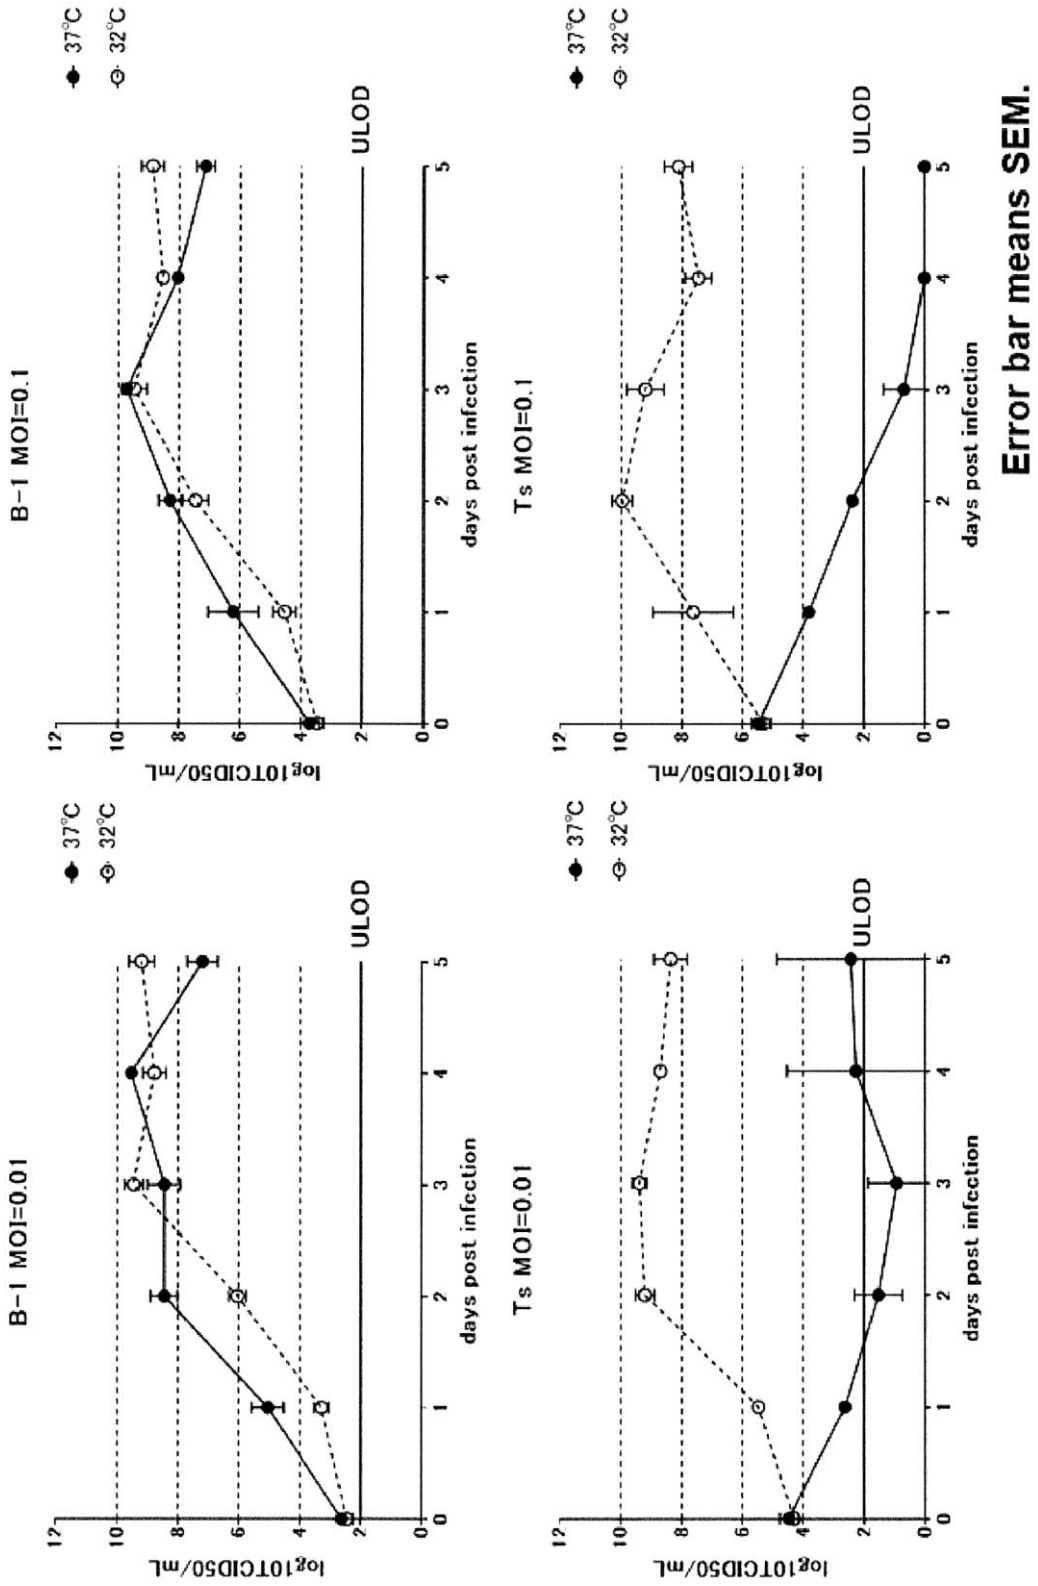 B-1 MOI=0.01
37°C
32°C
log10TCID50/mL
12
10
8
6
4
2
0
ULOD
0 1 2 3 4 5
days post infection
B-1 MOI=0.1
37°C
32°C
log10TCID50/mL
12
10
8
6
4
2
0
ULOD
0 1 2 3 4 5
days post infection
Ts MOI=0.01
37°C
32°C
log10TCID50/mL
12
10
8
6
4
2
0
ULOD
0 1 2 3 4 5
days post infection
Ts MOI=0.1
37°C
32°C
log10TCID50/mL
12
10
8
6
4
2
0
ULOD
0 1 2 3 4 5
days post infection
Error bar means SEM.